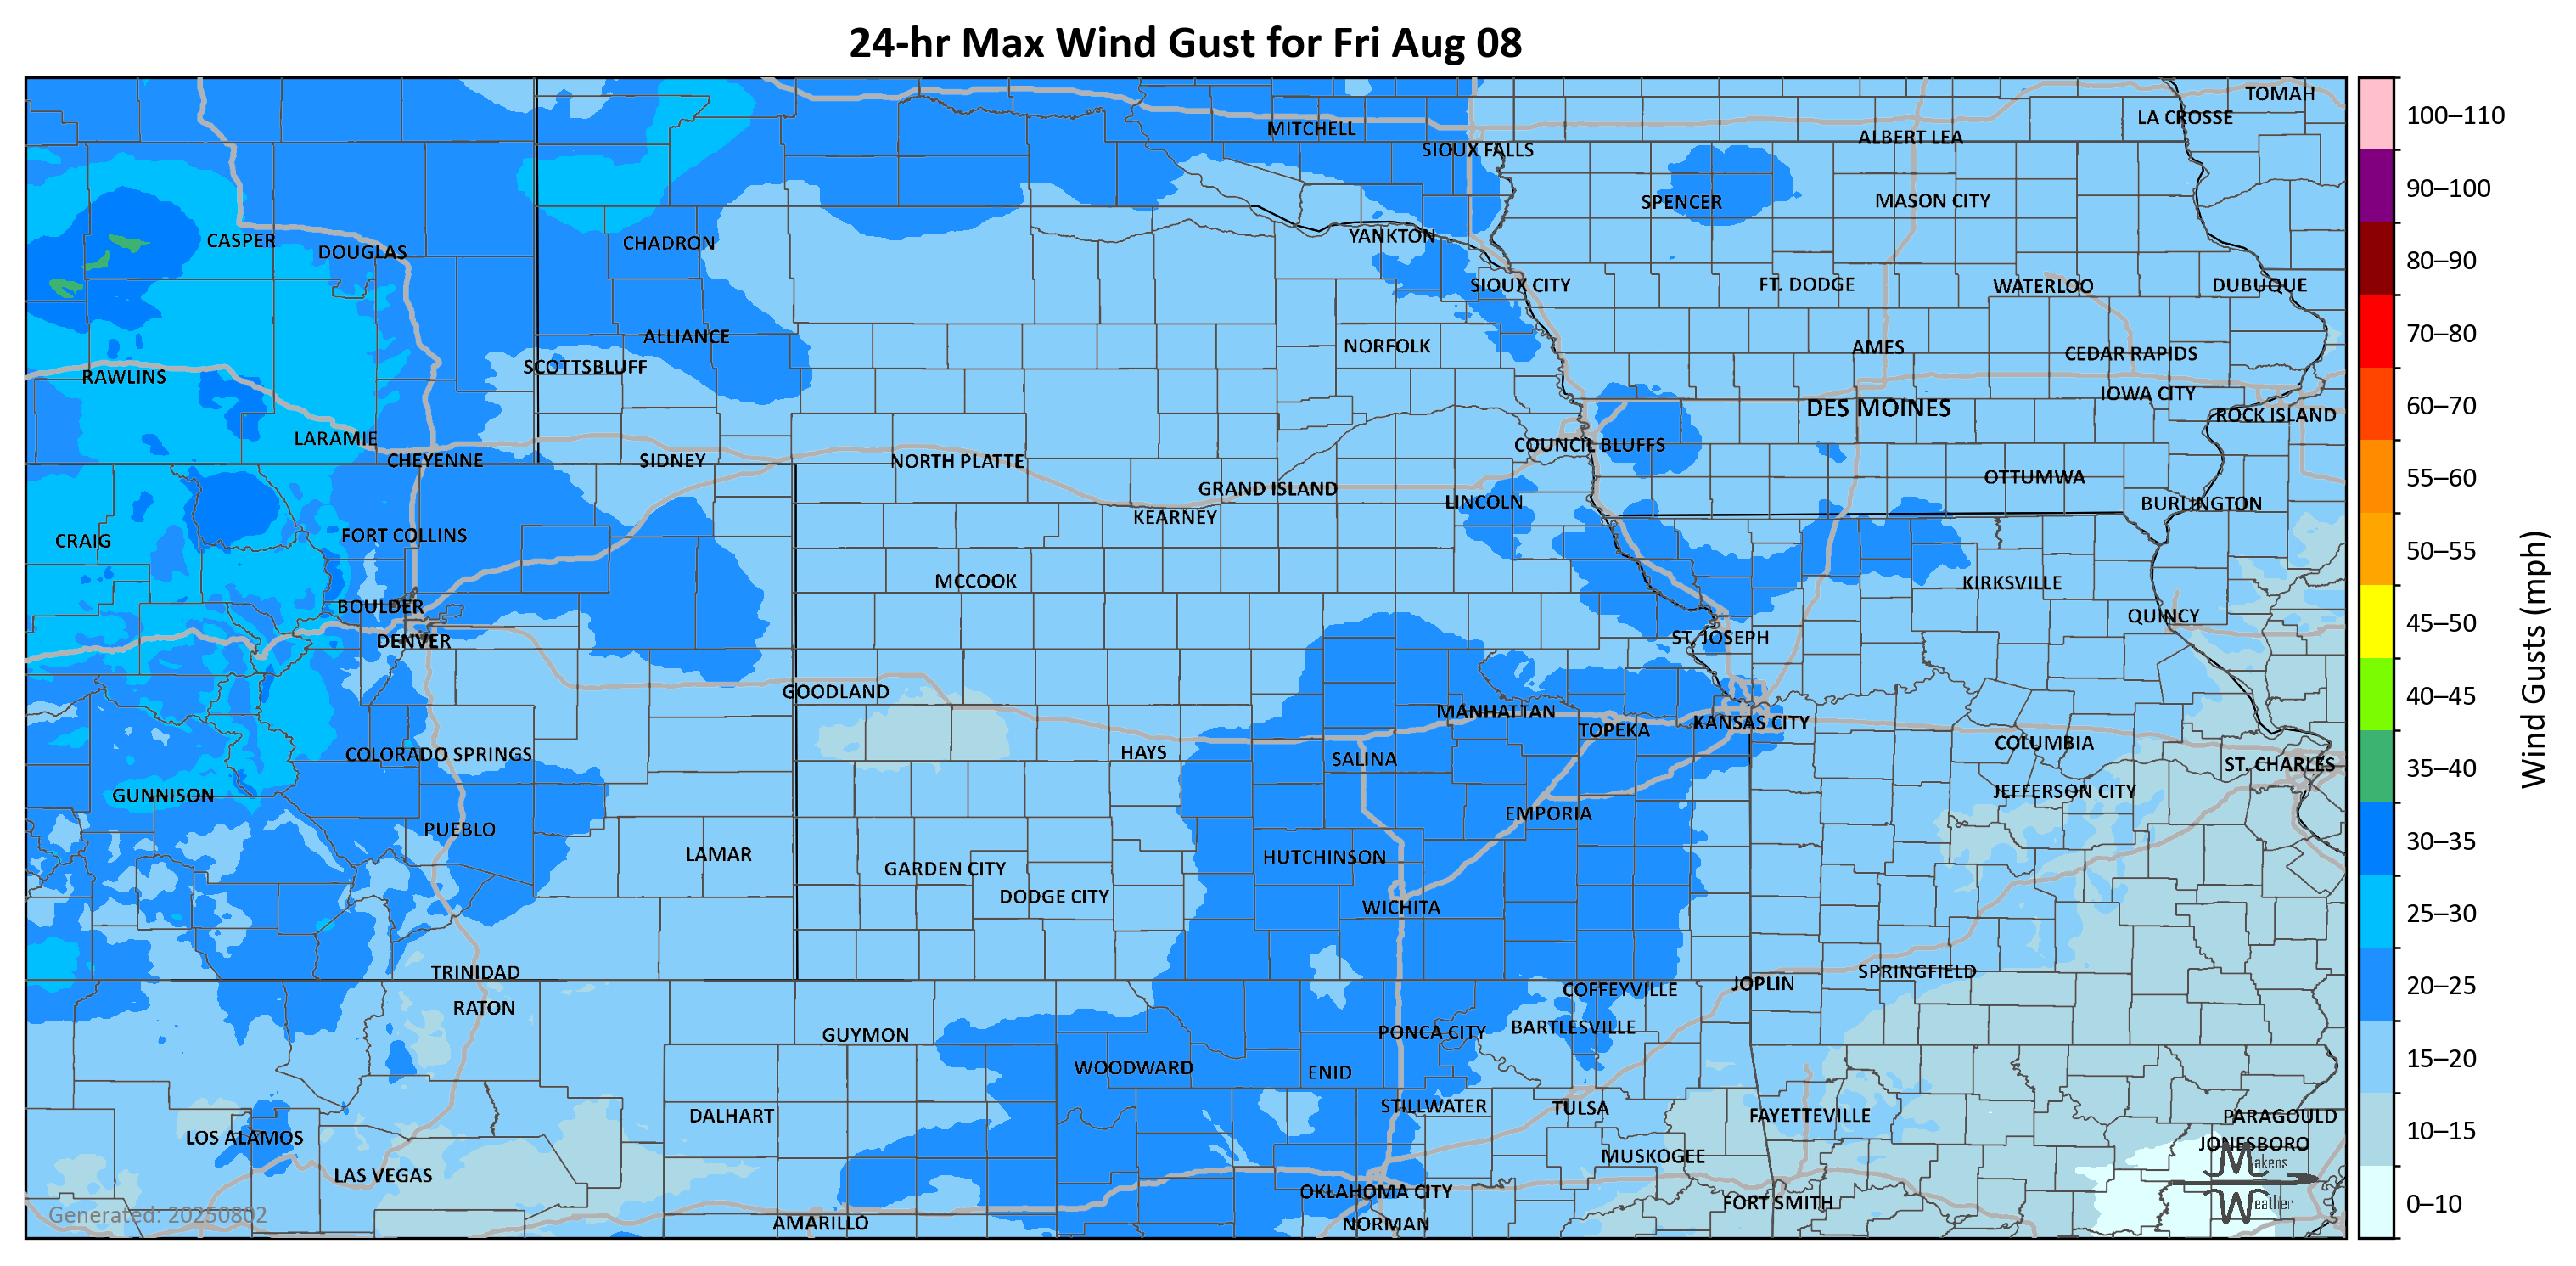 24-hr Max Wind Gust for Fri Aug 08
TOMAH
LA CROSSE
MITCHELL
ALBERT LEA
SIOUX FALLS
SPENCER
MASON CITY
CASPER
DOUGLAS
CHADRON
YANKTON
SIOUX CITY
FT. DODGE
WATERLOO
DUBUQUE
ALLIANCE
NORFOLK
AMES
CEDAR RAPIDS
SCOTTSBLUFF
RAWLINS
IOWA CITY
DES MOINES
ROCK ISLAND
LARAMIE
COUNCIL BLUFFS
CHEYENNE
SIDNEY
NORTH PLATTE
OTTUMWA
GRAND ISLAND
LINCOLN
BURLINGTON
KEARNEY
FORT COLLINS
CRAIG
MCCOOK
KIRKSVILLE
BOULDER
QUINCY
DENVER
ST. JOSEPH
GOODLAND
MANHATTAN
KANSAS CITY
TOPEKA
COLUMBIA
HAYS
COLORADO SPRINGS
SALINA
ST. CHARLES
GUNNISON
JEFFERSON CITY
EMPORIA
PUEBLO
LAMAR
HUTCHINSON
GARDEN CITY
DODGE CITY
WICHITA
TRINIDAD
SPRINGFIELD
JOPLIN
COFFEYVILLE
RATON
GUYMON
PONCA CITY
BARTLESVILLE
WOODWARD
ENID
STILLWATER
TULSA
DALHART
FAYETTEVILLE
PARAGOULD
LOS ALAMOS
JONESBORO
MUSKOGEE
LAS VEGAS
OKLAHOMA CITY
FORT SMITH
AMARILLO
NORMAN
Generated: 20250802
Makens
Weather
100–110
90–100
80–90
70–80
60–70
55–60
50–55
45–50
40–45
35–40
30–35
25–30
20–25
15–20
10–15
0–10
Wind Gusts (mph)